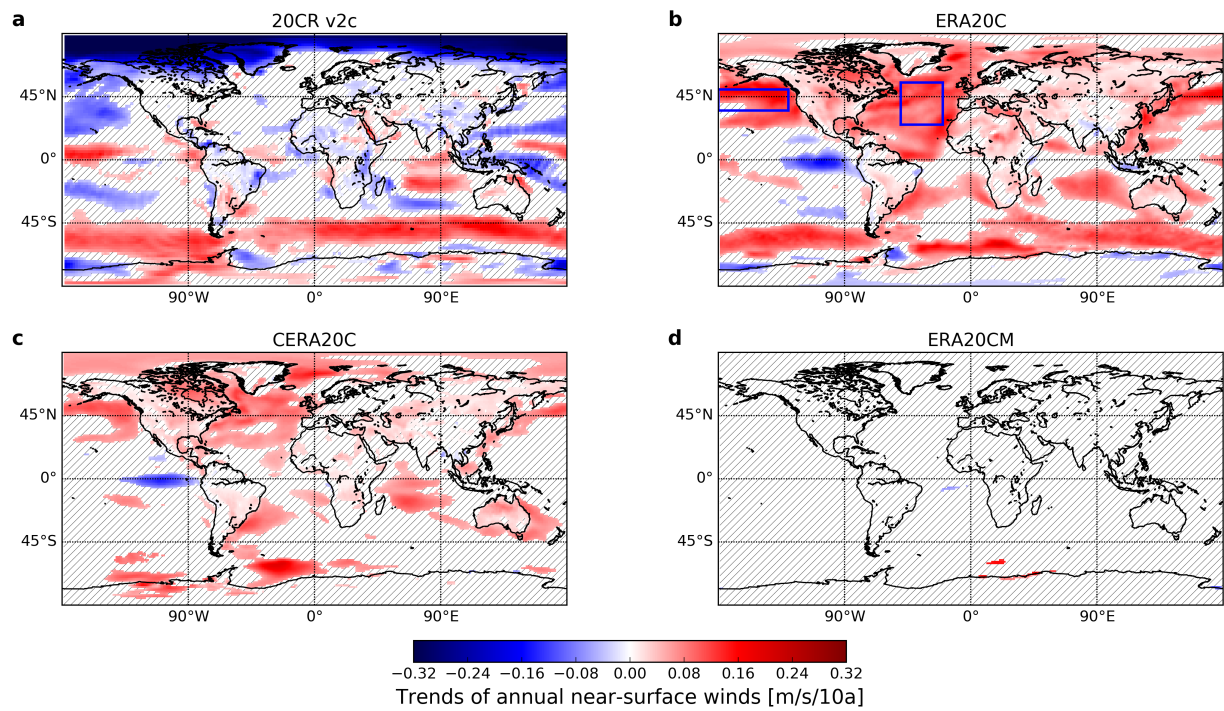 a 20CR v2c
45°N
0°
45°S
90°W 0° 90°E
b ERA20C
45°N
0°
45°S
90°W 0° 90°E
c CERA20C
45°N
0°
45°S
90°W 0° 90°E
d ERA20CM
45°N
0°
45°S
90°W 0° 90°E
−0.32 −0.24 −0.16 −0.08 0.00 0.08 0.16 0.24 0.32
Trends of annual near-surface winds [m/s/10a]